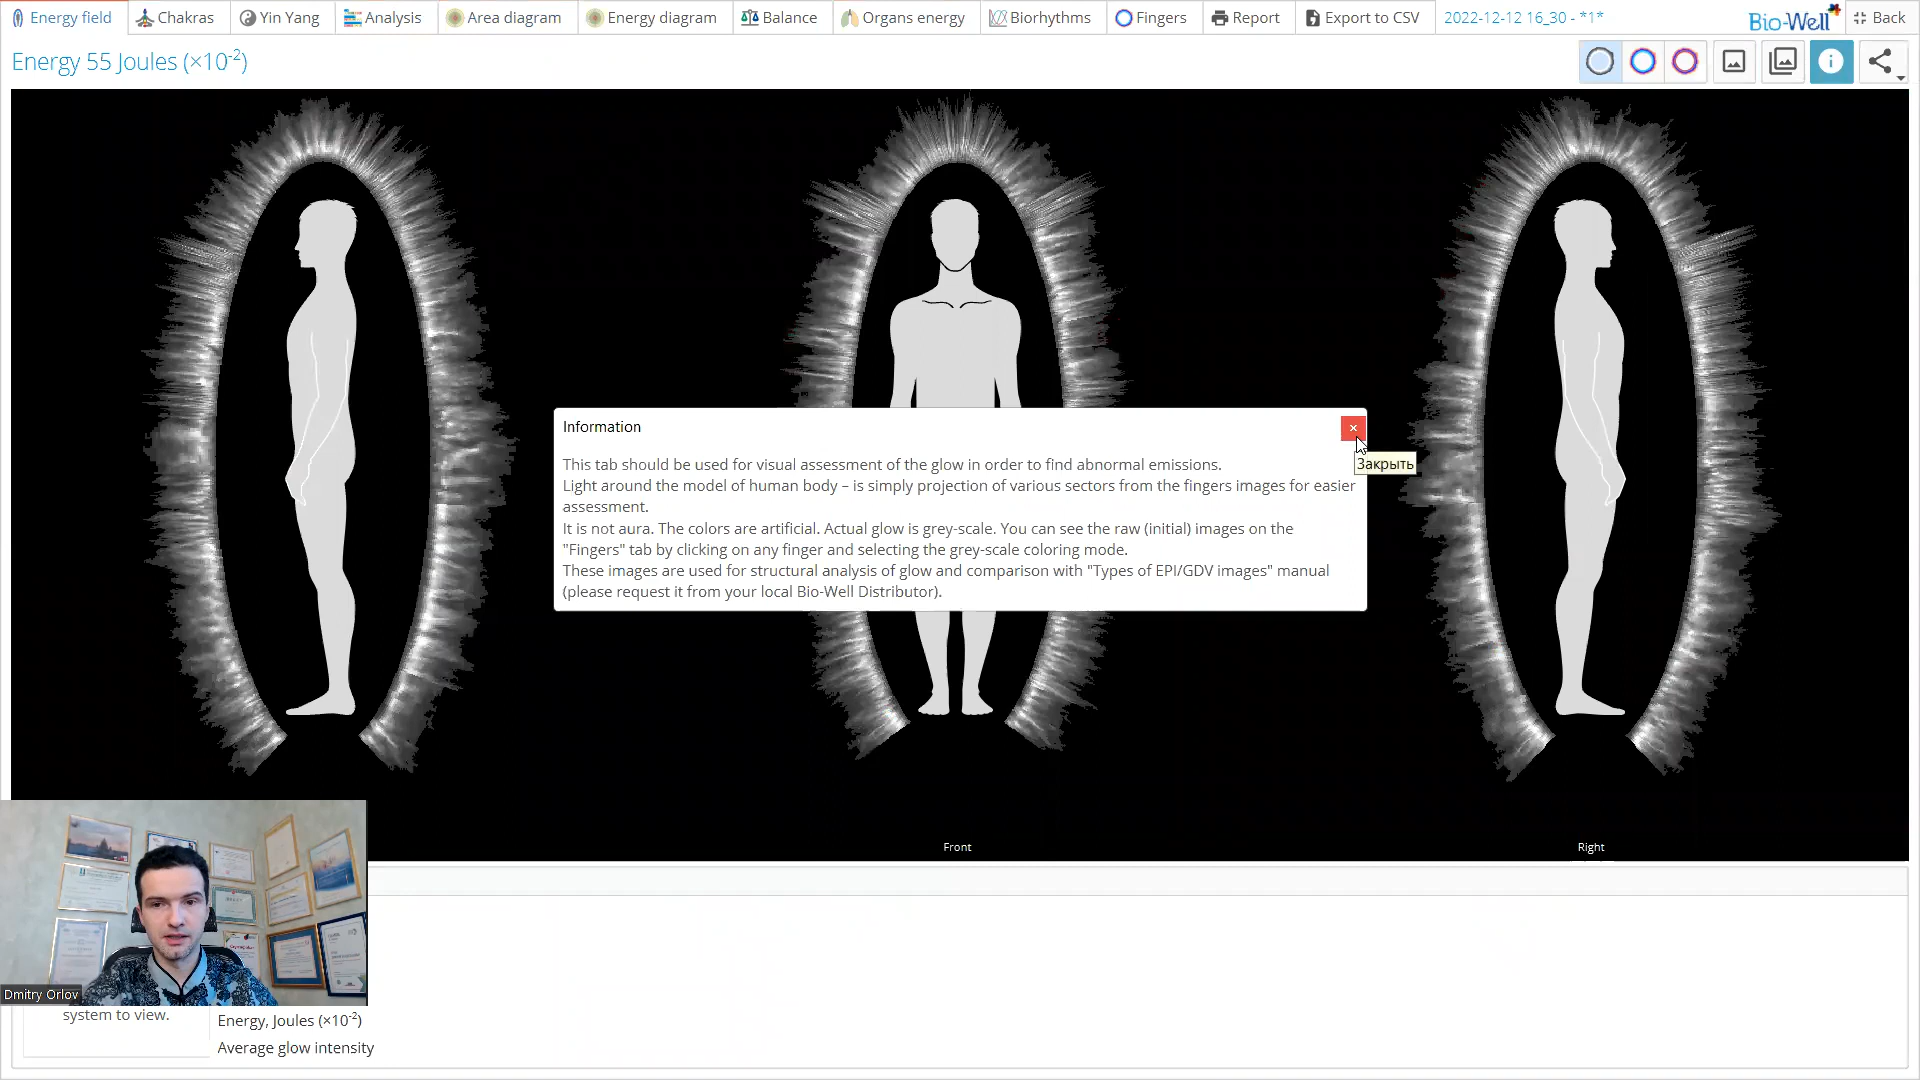 Energy field
Chakras
Yin Yang
Analysis
Area diagram
Energy diagram
Balance
Organs energy
Biorhythms
Fingers
Report
Export to CSV
2022-12-12 16_30 - *1*
Bio-Well
Back
Energy 55 Joules (×10-2)
Information
This tab should be used for visual assessment of the glow in order to find abnormal emissions.
Закрыть
Light around the model of human body – is simply projection of various sectors from the fingers images for easier
assessment.
It is not aura. The colors are artificial. Actual glow is grey-scale. You can see the raw (initial) images on the
"Fingers" tab by clicking on any finger and selecting the grey-scale coloring mode.
These images are used for structural analysis of glow and comparison with "Types of EPI/GDV images" manual
(please request it from your local Bio-Well Distributor).
Front
Right
Dmitry Orlov
system to view.
Energy, Joules (×10-2)
Average glow intensity